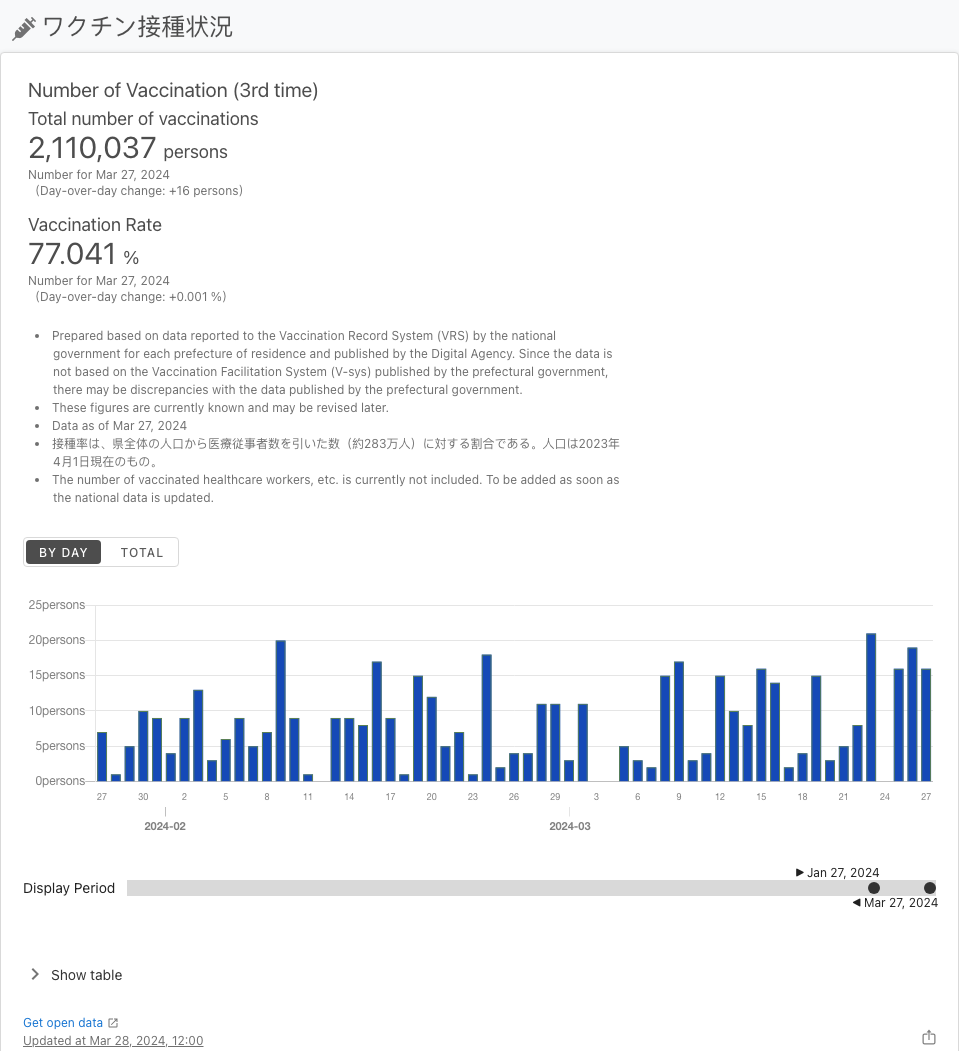 ワクチン接種状況
Number of Vaccination (3rd time)
Total number of vaccinations
2,110,037 persons
Number for Mar 27, 2024
（Day-over-day change: +16 persons）
Vaccination Rate
77.041 %
Number for Mar 27, 2024
（Day-over-day change: +0.001 %）
• Prepared based on data reported to the Vaccination Record System (VRS) by the national
government for each prefecture of residence and published by the Digital Agency. Since the data is
not based on the Vaccination Facilitation System (V-sys) published by the prefectural government,
there may be discrepancies with the data published by the prefectural government.
• These figures are currently known and may be revised later.
• Data as of Mar 27, 2024
• 接種率は、県全体の人口から医療従事者数を引いた数（約283万人）に対する割合である。人口は2023年
4月1日現在のもの。
• The number of vaccinated healthcare workers, etc. is currently not included. To be added as soon as
the national data is updated.
BY DAY TOTAL
25persons
20persons
15persons
10persons
5persons
0persons
27 30 2 5 8 11 14 17 20 23 26 29 3 6 9 12 15 18 21 24 27
2024-02 2024-03
▶ Jan 27, 2024
Display Period
◀ Mar 27, 2024
Show table
Get open data
Updated at Mar 28, 2024, 12:00